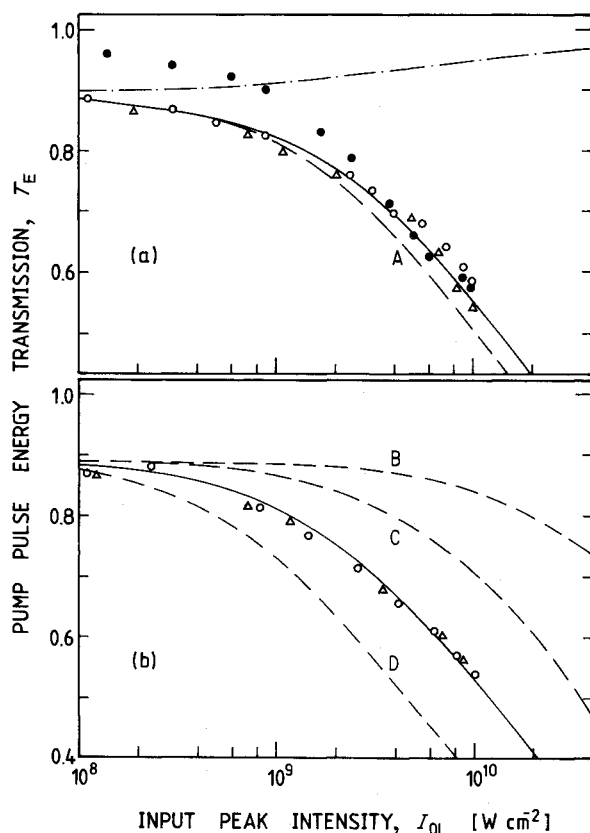 PUMP PULSE ENERGY TRANSMISSION, T_E
1.0
0.8
0.6
(a)
A
1.0
0.8
0.6
0.4
(b)
B
C
D
10⁸
10⁹
10¹⁰
INPUT PEAK INTENSITY, I_OL [W cm⁻²]